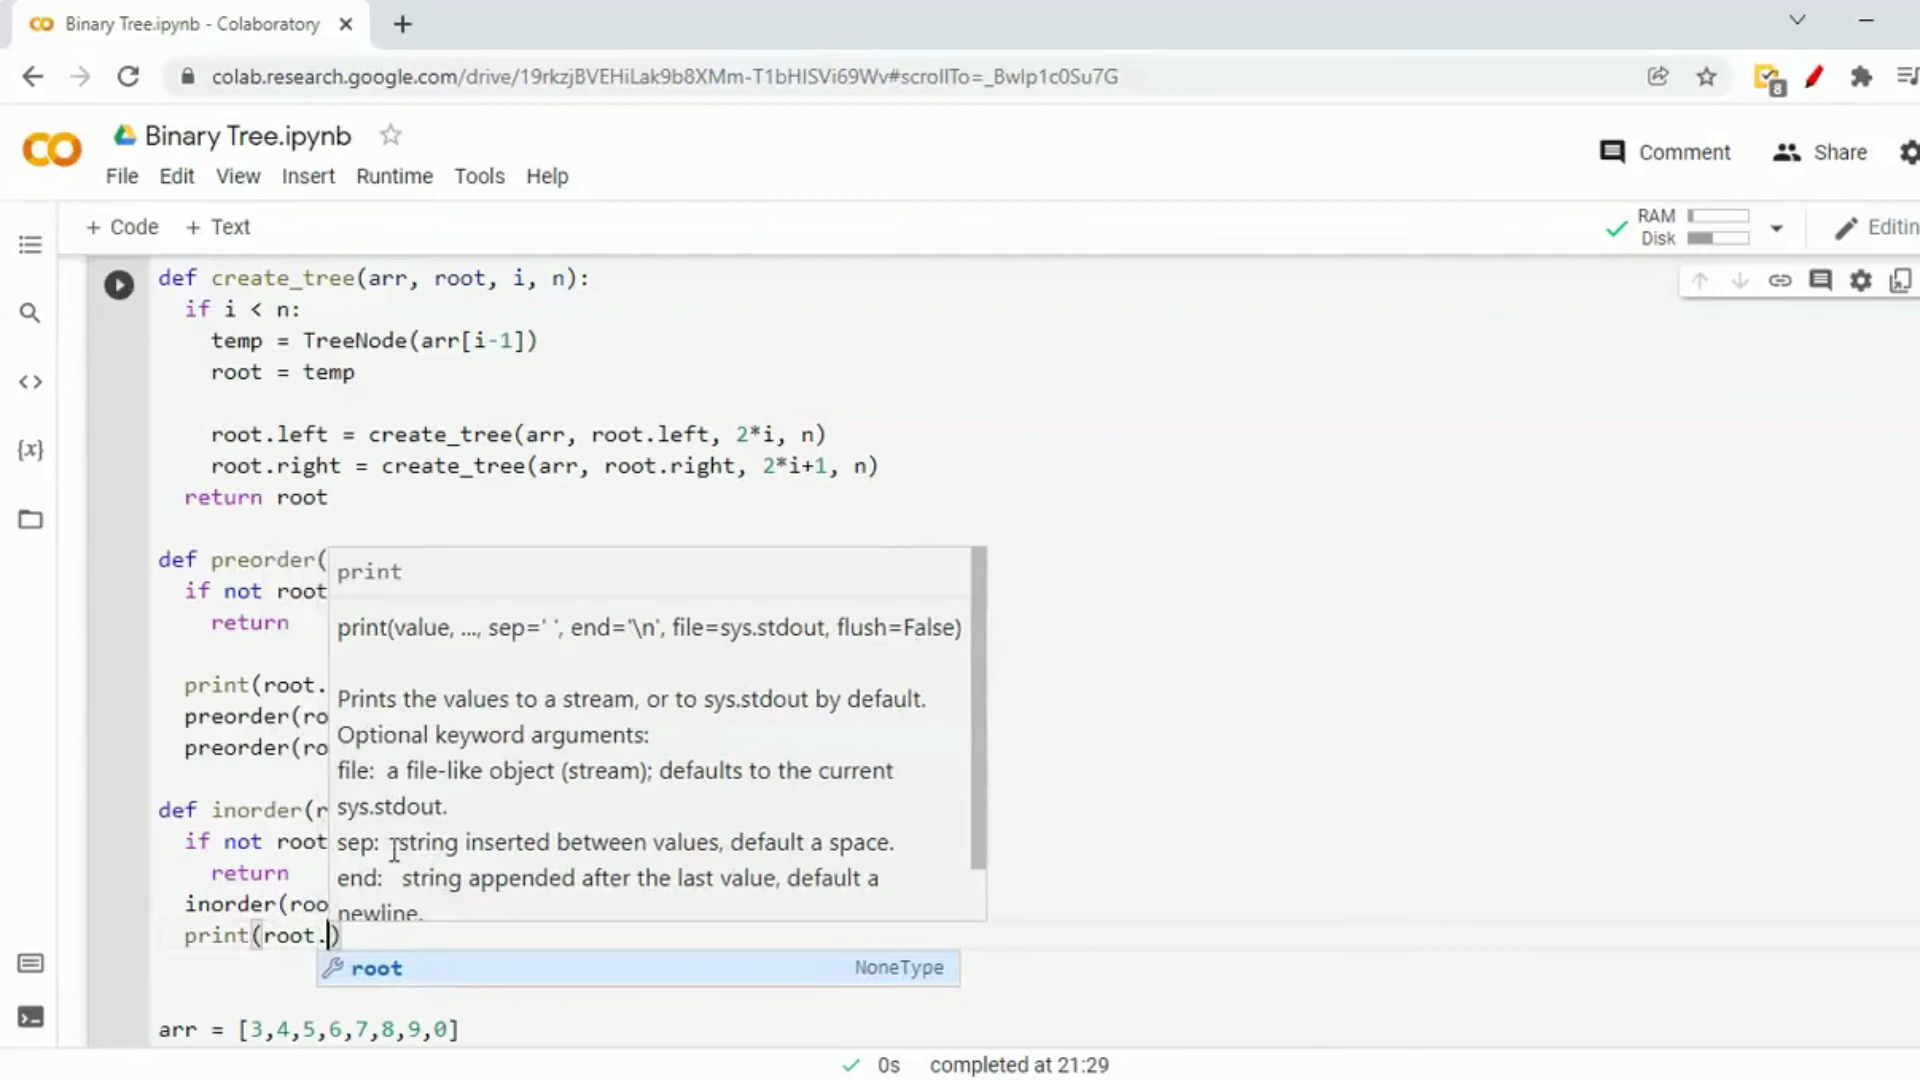 Binary Tree.ipynb - Colaboratory
colab.research.google.com/drive/19rkzjBVEHiLak9b8XMm-T1bHISVi69Wv#scrollTo=_BwIp1c0Su7G
8
Binary Tree.ipynb
Comment
Share
File Edit View Insert Runtime Tools Help
+ Code + Text
RAM
Disk
Editin
def create_tree(arr, root, i, n):
if i < n:
temp = TreeNode(arr[i-1])
root = temp
root.left = create_tree(arr, root.left, 2*i, n)
root.right = create_tree(arr, root.right, 2*i+1, n)
return root
def preorder(
if not root
return
print(root.
preorder(ro
preorder(ro
def inorder(r
if not root
return
inorder(roo
print(root.)
print
print(value, ..., sep=' ', end='\n', file=sys.stdout, flush=False)
Prints the values to a stream, or to sys.stdout by default.
Optional keyword arguments:
file: a file-like object (stream); defaults to the current
sys.stdout.
sep: string inserted between values, default a space.
end: string appended after the last value, default a
newline.
root NoneType
arr = [3,4,5,6,7,8,9,0]
0s completed at 21:29